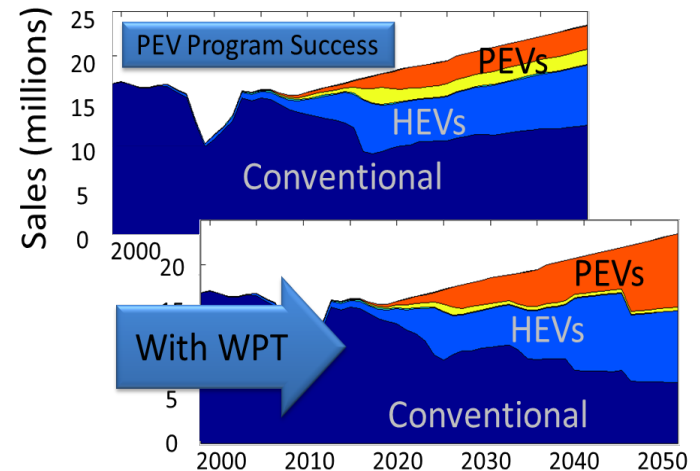 25
PEV Program Success
20
PEVs
15
HEVs
10
Conventional
5
0
Sales (millions)
2000
20
PEVs
With WPT
HEVs
5
Conventional
0
2000 2010 2020 2030 2040 2050